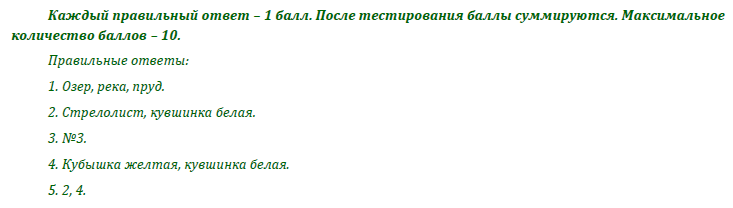 Каждый правильный ответ – 1 балл. После тестирования баллы суммируются. Максимальное
количество баллов – 10.
Правильные ответы:
1. Озер, река, пруд.
2. Стрелолист, кувшинка белая.
3. №3.
4. Кубышка желтая, кувшинка белая.
5. 2, 4.